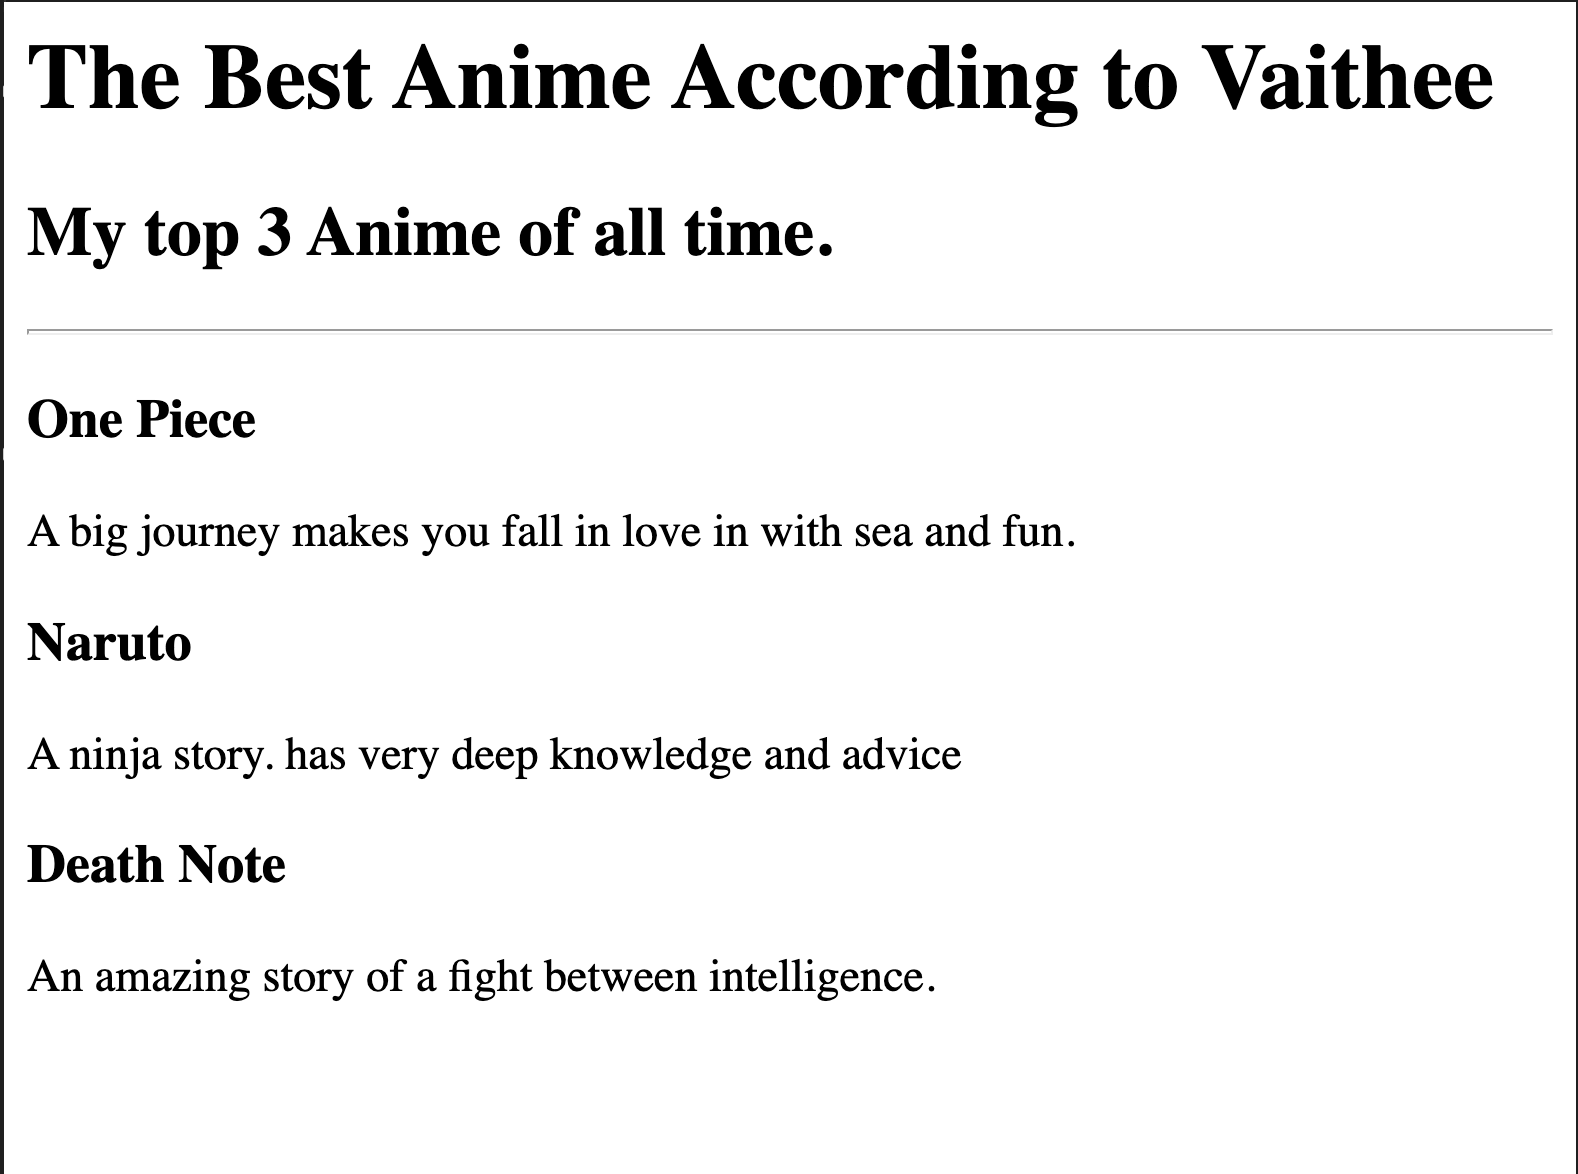 The Best Anime According to Vaithee
My top 3 Anime of all time.
One Piece
A big journey makes you fall in love in with sea and fun.
Naruto
A ninja story. has very deep knowledge and advice
Death Note
An amazing story of a fight between intelligence.